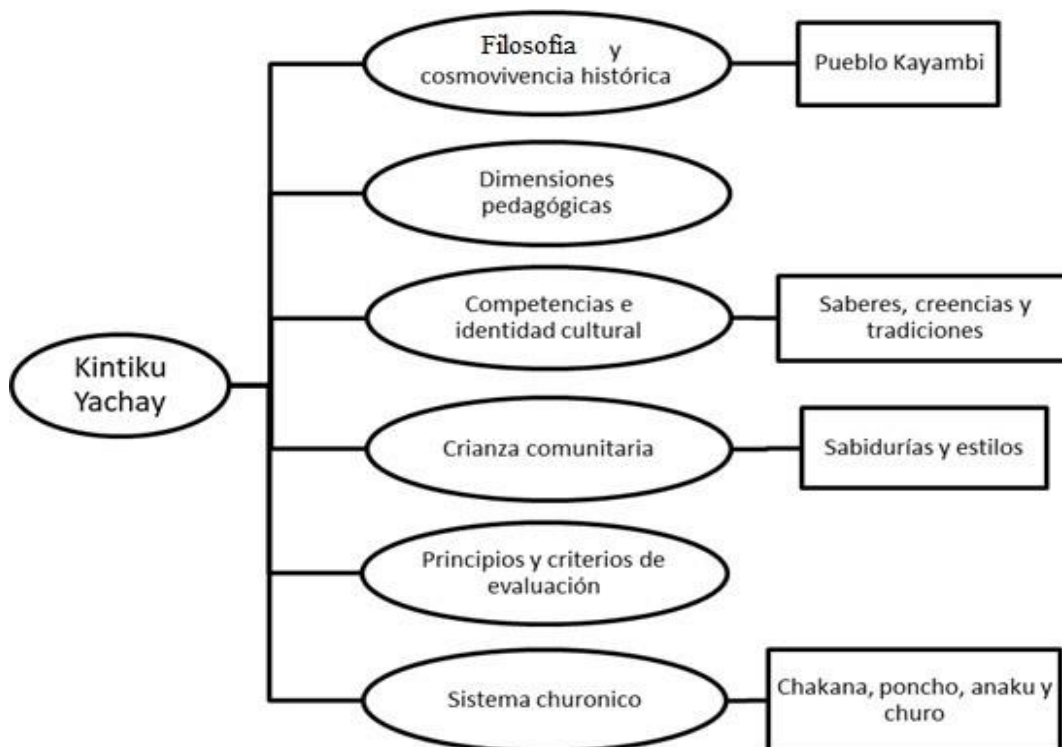 Filosofia y
cosmovivencia histórica
Pueblo Kayambi
Dimensiones
pedagógicas
Competencias e
identidad cultural
Saberes, creencias y
tradiciones
Kintiku
Yachay
Crianza comunitaria
Sabidurías y estilos
Principios y criterios de
evaluación
Sistema churonico
Chakana, poncho, anaku y
churo